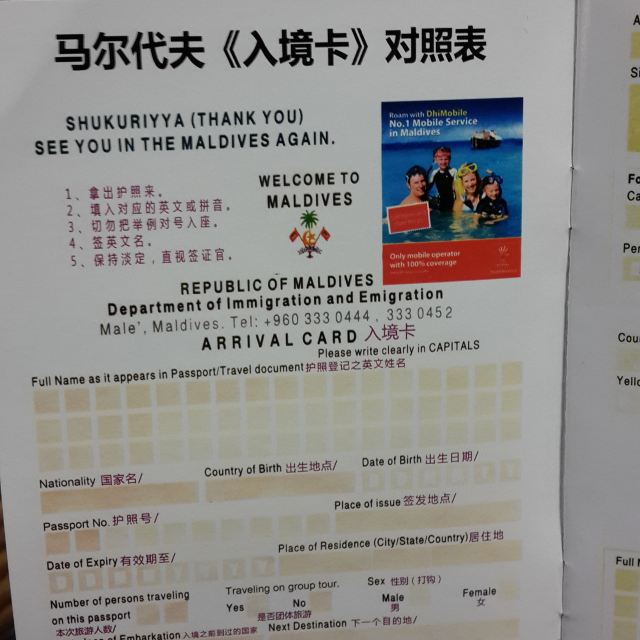 马尔代夫《入境卡》对照表
SHUKURIYYA (THANK YOU)
SEE YOU IN THE MALDIVES AGAIN.
Roam with DhiMobile
No.1 Mobile Service
in Maldives
Only mobile operator
with 100% coverage
1、拿出护照来。
2、填入对应的英文或拼音。
3、切勿把举例对号入座。
4、签英文名。
5、保持淡定，直视签证官。
WELCOME TO
MALDIVES
REPUBLIC OF MALDIVES
Department of Immigration and Emigration
Male', Maldives. Tel: +960 333 0444 , 333 0452
ARRIVAL CARD 入境卡
Please write clearly in CAPITALS
Full Name as it appears in Passport/Travel document 护照登记之英文姓名
Nationality 国家名/
Country of Birth 出生地点/
Date of Birth 出生日期/
Passport No. 护照号/
Place of issue 签发地点/
Date of Expiry 有效期至/
Place of Residence (City/State/Country) 居住地
Number of persons traveling
on this passport
本次旅游人数/
Traveling on group tour.
Yes No
是否团体旅游
Sex 性别（打钩）
Male
男
Female
女
of Embarkation 入境之前到过的国家
Next Destination 下一个目的地/